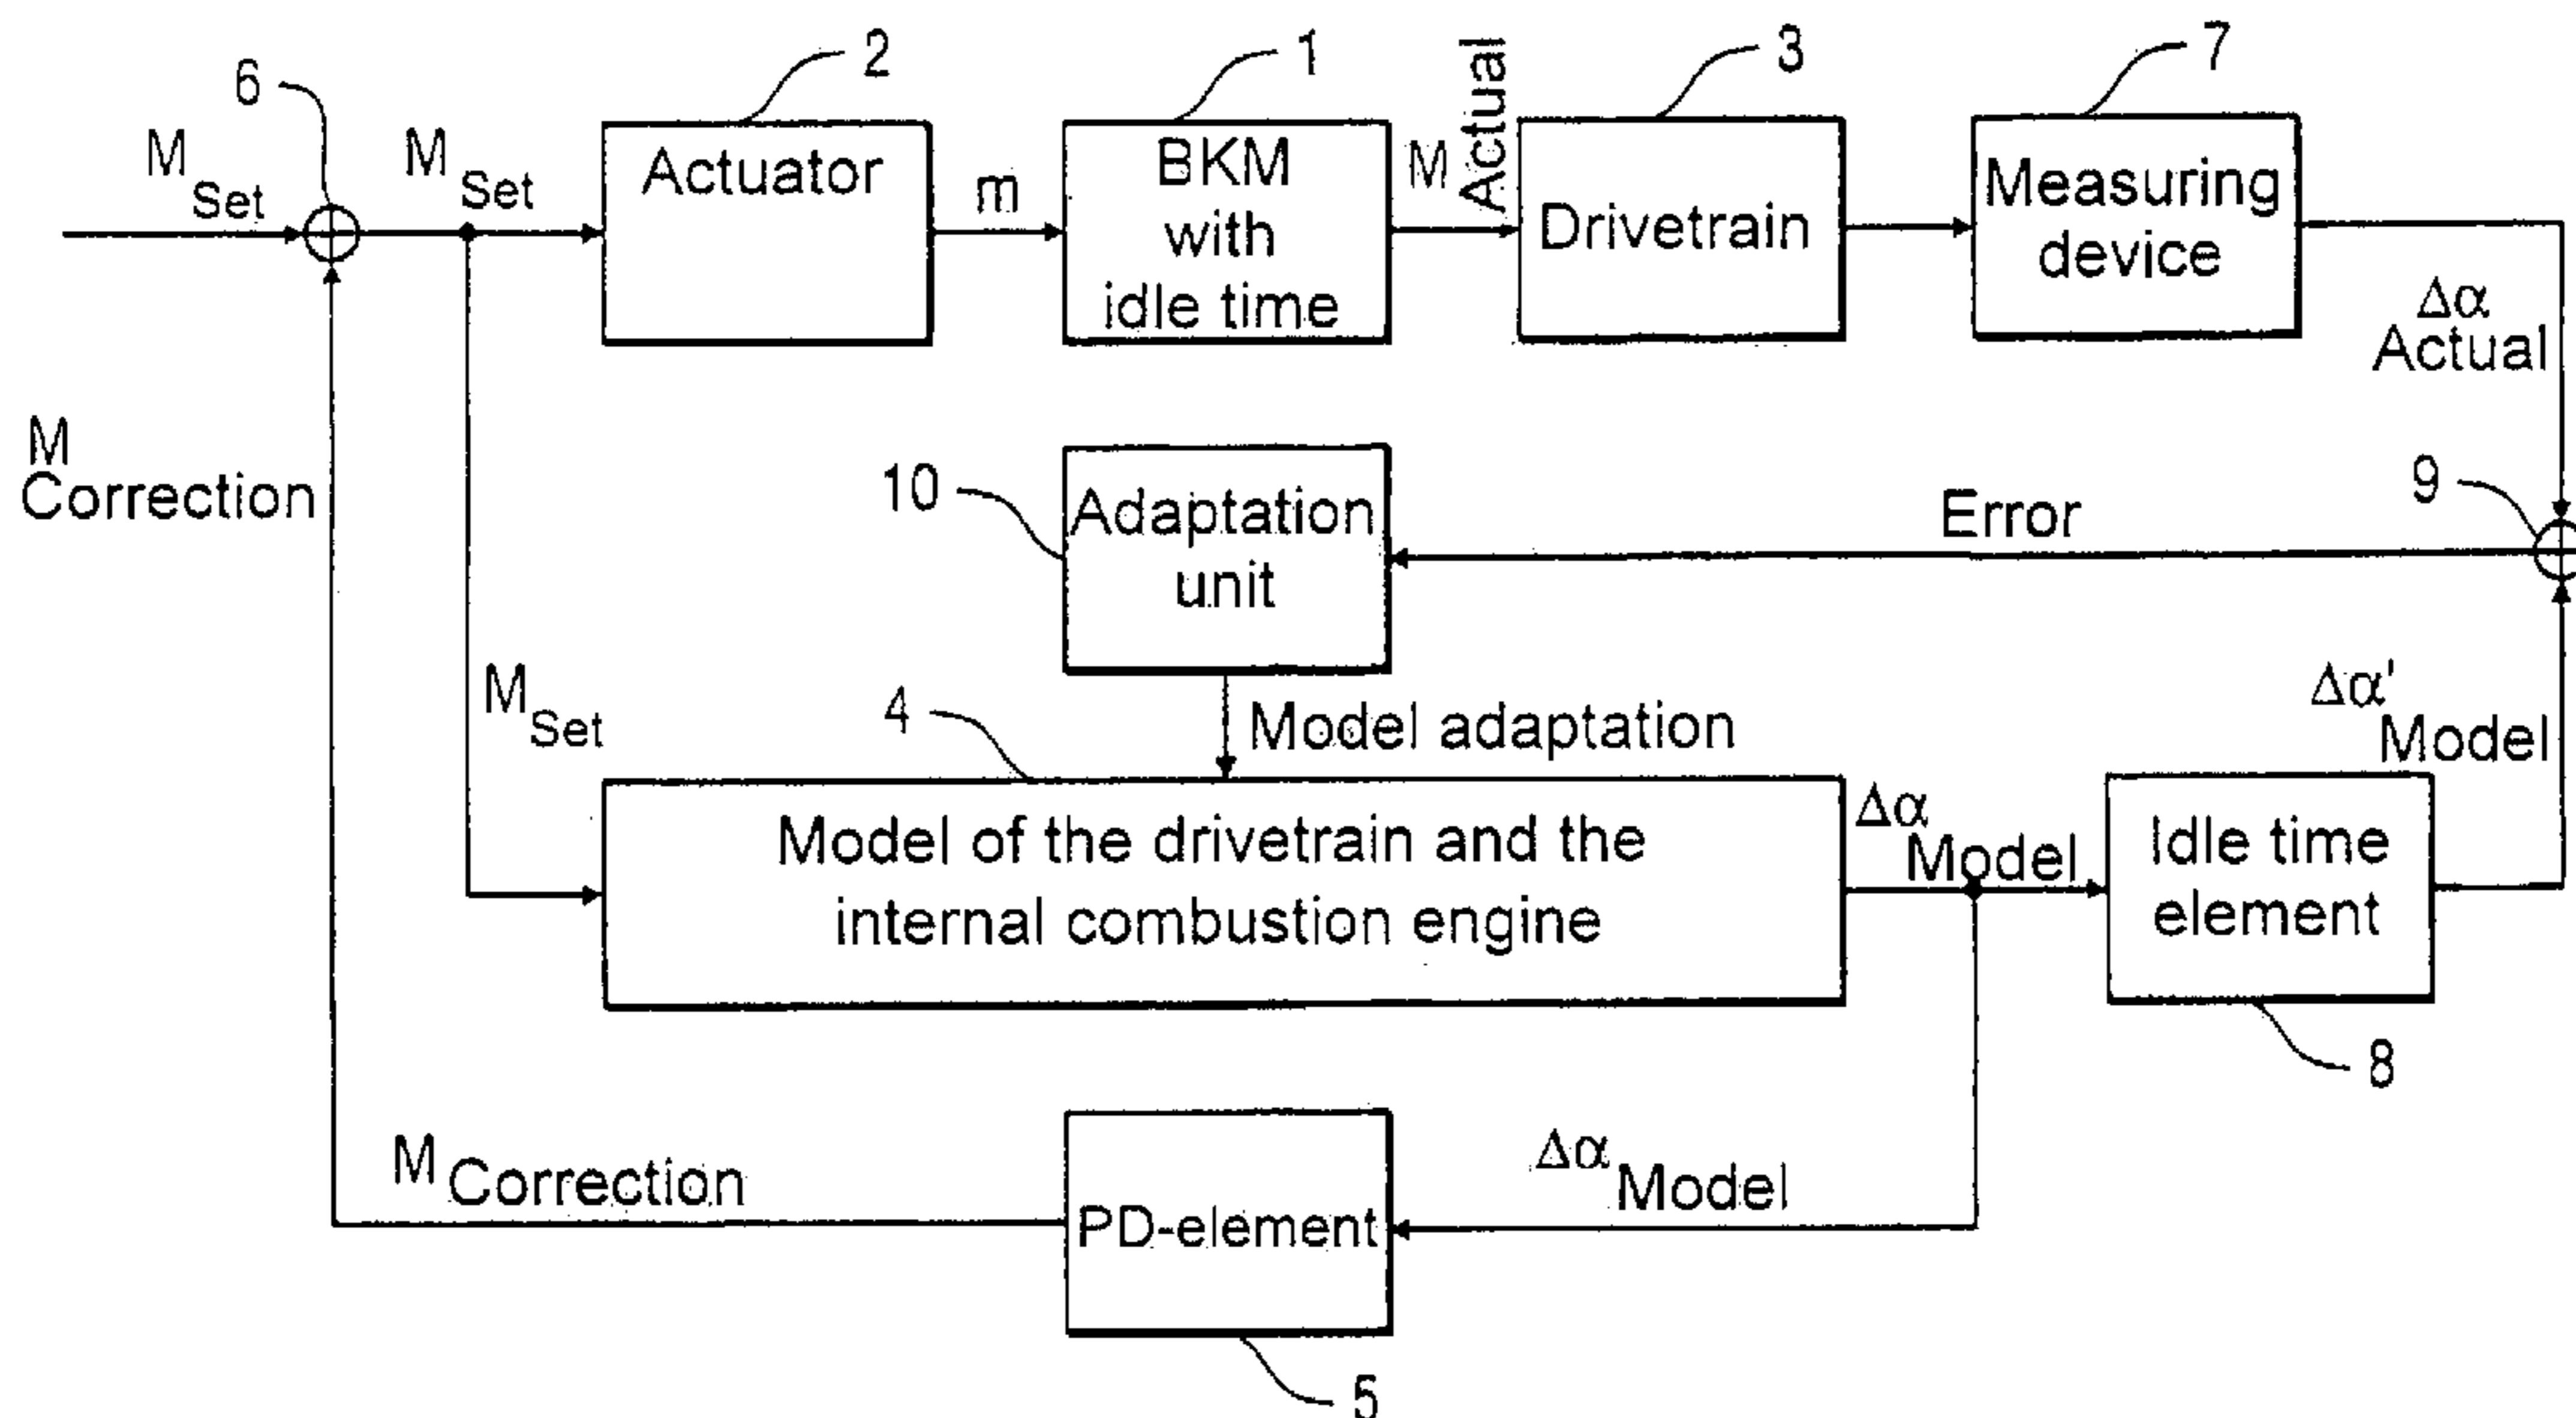 6
2
1
3
7
M Set
M Set
Actuator
m
BKM
with
idle time
M Actual
Drivetrain
Measuring
device
Δα
Actual
M
Correction
10
Adaptation
unit
Error
9
M Set
4
Model adaptation
Δα'
Model
Model of the drivetrain and the
internal combustion engine
Δα
Model
Idle time
element
8
M Correction
PD-element
Δα Model
5